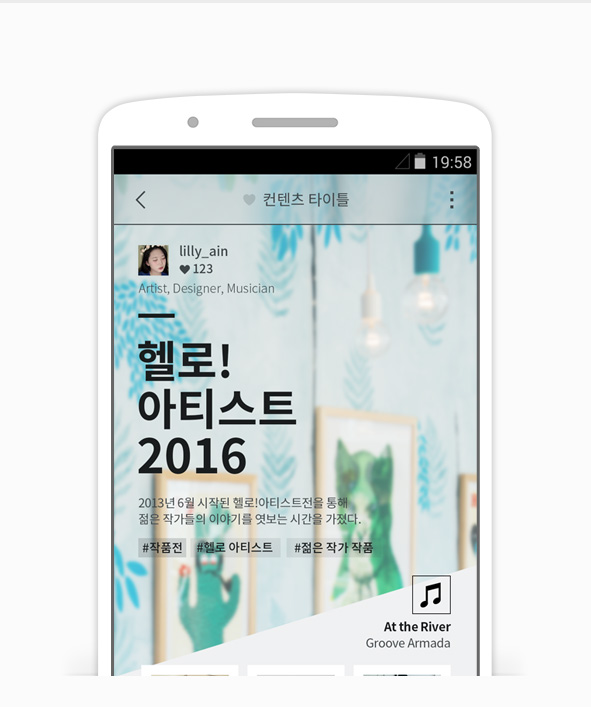 19:58
컨텐츠 타이틀
lilly_ain
123
Artist, Designer, Musician
헬로!
아티스트
2016
2013년 6월 시작된 헬로!아티스트전을 통해
젊은 작가들의 이야기를 엿보는 시간을 가졌다.
#작품전 #헬로 아티스트 #젊은 작가 작품
At the River
Groove Armada